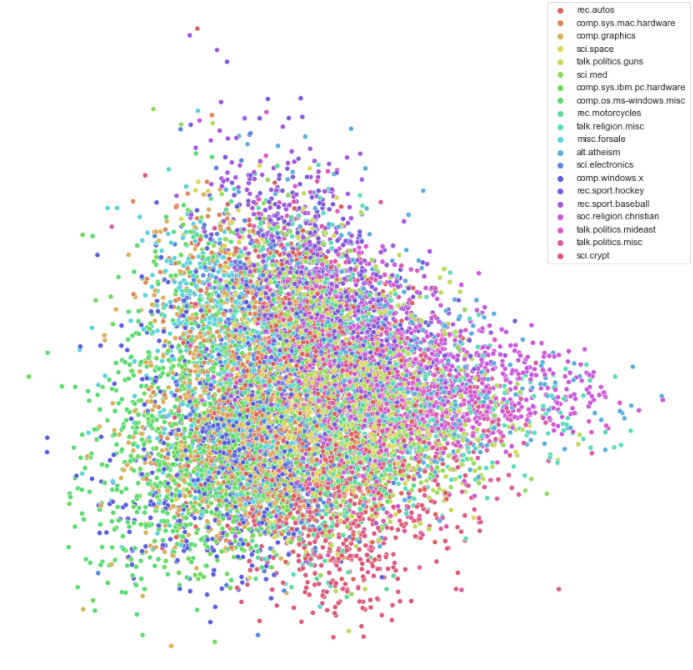 rec.autos
comp.sys.mac.hardware
comp.graphics
sci.space
talk.politics.guns
sci.med
comp.sys.ibm.pc.hardware
comp.os.ms-windows.misc
rec.motorcycles
talk.religion.misc
misc.forsale
alt.atheism
sci.electronics
comp.windows.x
rec.sport.hockey
rec.sport.baseball
soc.religion.christian
talk.politics.mideast
talk.politics.misc
sci.crypt